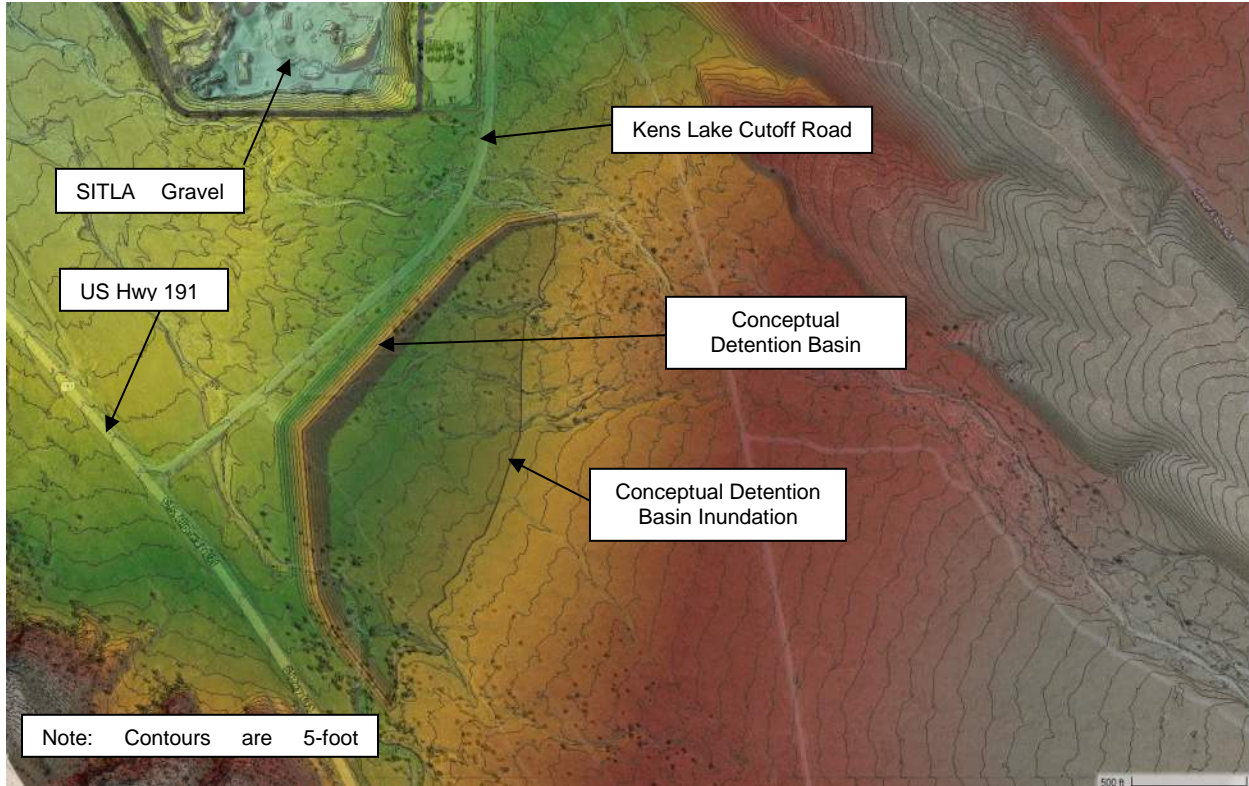 Kens Lake Cutoff Road
SITLA Gravel
US Hwy 191
Conceptual
Detention Basin
Conceptual Detention
Basin Inundation
Note: Contours are 5-foot
500 ft